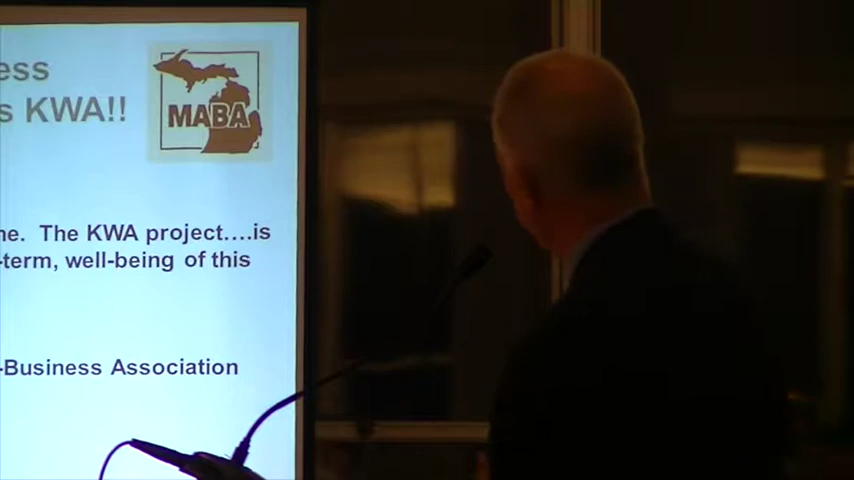 ess
s KWA!!
MABA
ne. The KWA project....is
-term, well-being of this
-Business Association